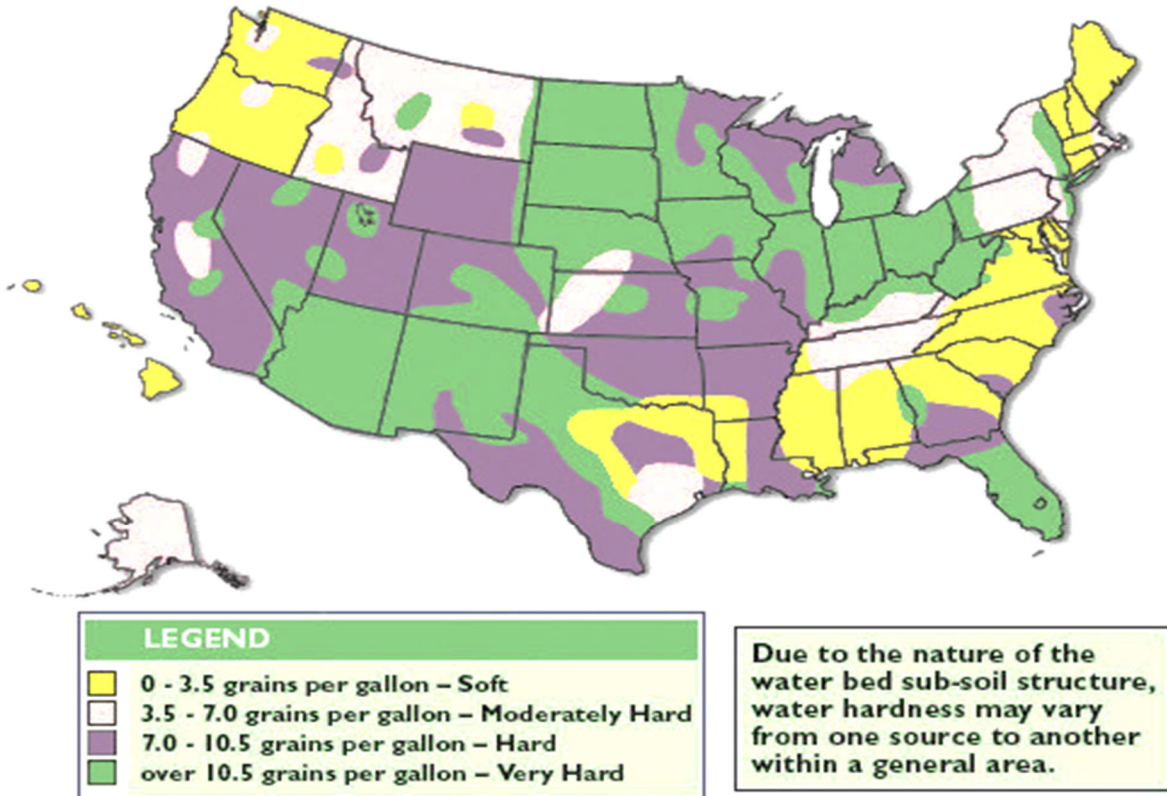 LEGEND
0 - 3.5 grains per gallon – Soft
3.5 - 7.0 grains per gallon – Moderately Hard
7.0 - 10.5 grains per gallon – Hard
over 10.5 grains per gallon – Very Hard
Due to the nature of the
water bed sub-soil structure,
water hardness may vary
from one source to another
within a general area.